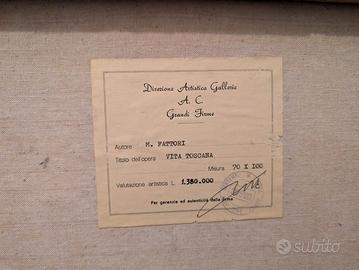 Direzione Artistica Galleria
A. C.
Grandi Firme
Autore M. FATTORI
Titolo dell'opera VITA TOSCANA
Misura 70 X 100
Valutazione artistica L. 1.380.000
Per garanzia ed autenticità della firma
subito